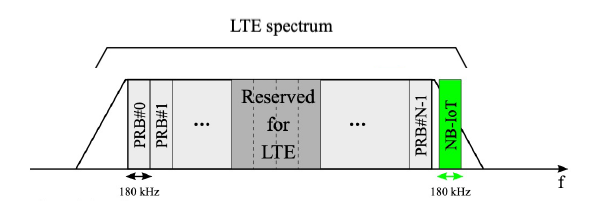 LTE spectrum
PRB#0
PRB#1
...
Reserved
for
LTE
...
PRB#N-1
NB-IoT
f
180 kHz
180 kHz